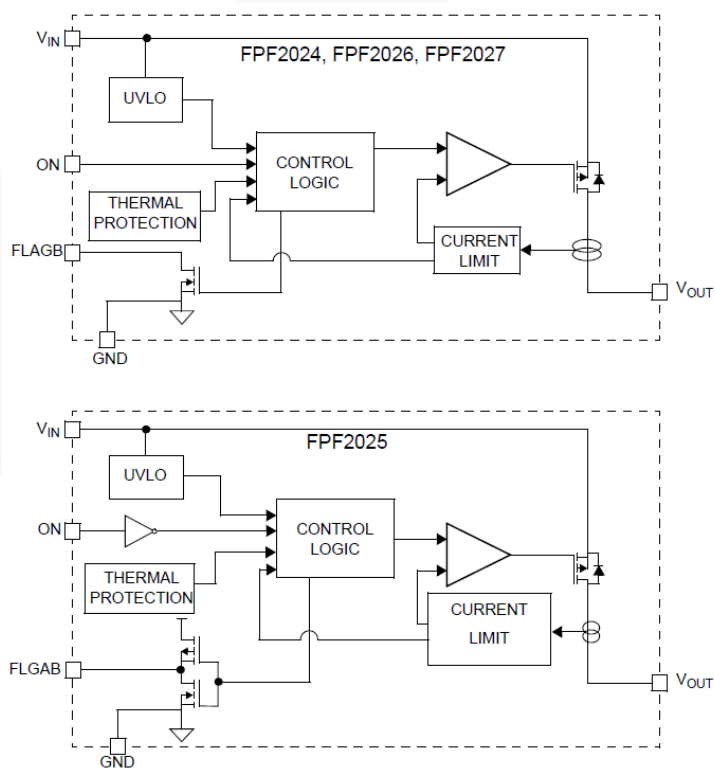 VIN
FPF2024, FPF2026, FPF2027
UVLO
ON
CONTROL
LOGIC
THERMAL
PROTECTION
FLAGB
CURRENT
LIMIT
VOUT
GND
VIN
FPF2025
UVLO
ON
CONTROL
LOGIC
THERMAL
PROTECTION
CURRENT
LIMIT
FLGAB
VOUT
GND